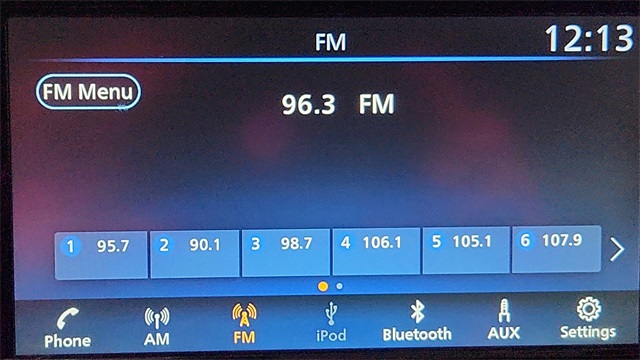 FM
12:13
FM Menu
96.3 FM
1 95.7
2 90.1
3 98.7
4 106.1
5 105.1
6 107.9
Phone
AM
FM
iPod
Bluetooth
AUX
Settings